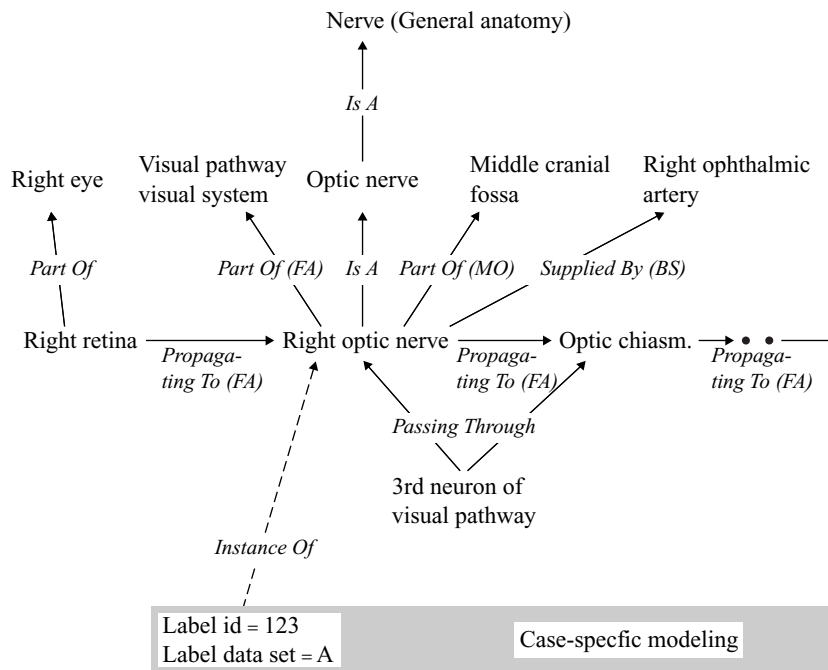 Nerve (General anatomy)
Is A
Right eye
Visual pathway
visual system
Optic nerve
Middle cranial
fossa
Right ophthalmic
artery
Part Of
Part Of (FA)
Is A
Part Of (MO)
Supplied By (BS)
Right retina
Propaga-
ting To (FA)
Right optic nerve
Propaga-
ting To (FA)
Optic chiasm.
Propaga-
ting To (FA)
Passing Through
3rd neuron of
visual pathway
Instance Of
Label id = 123
Label data set = A
Case-specfic modeling